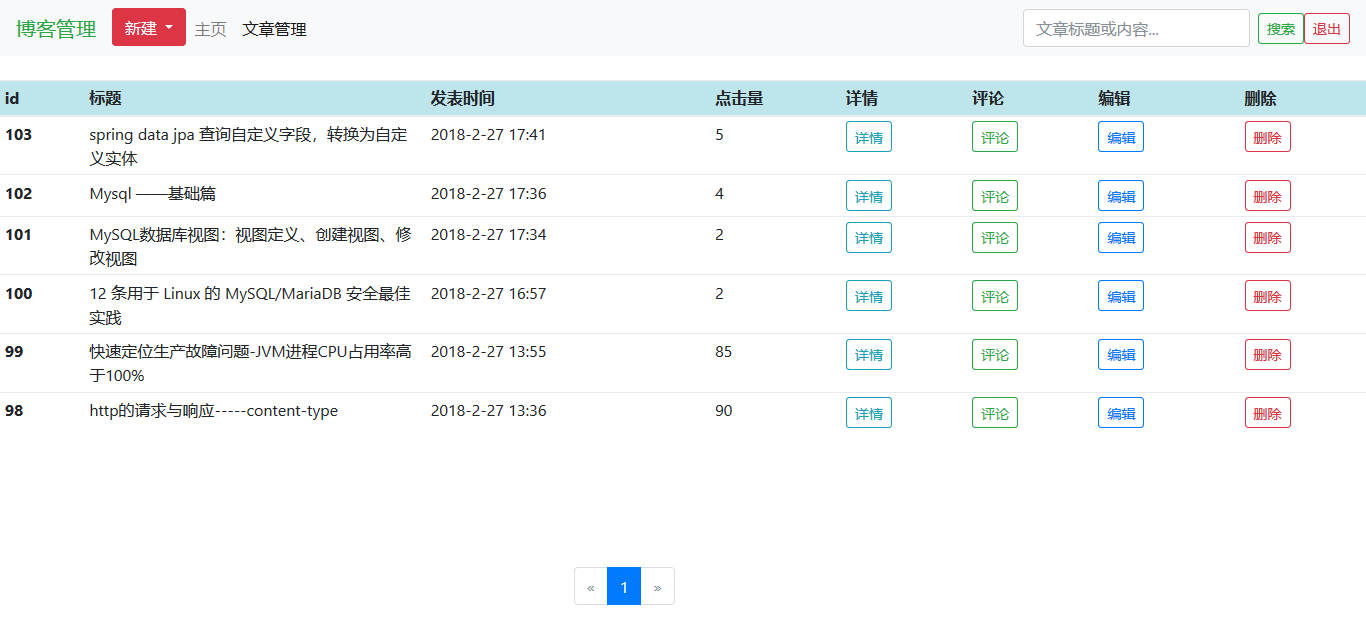 博客管理 新建 主页 文章管理 文章标题或内容... 搜索 退出
id 标题 发表时间 点击量 详情 评论 编辑 删除
103 spring data jpa 查询自定义字段，转换为自定 2018-2-27 17:41 5 详情 评论 编辑 删除
义实体
102 Mysql ——基础篇 2018-2-27 17:36 4 详情 评论 编辑 删除
101 MySQL数据库视图：视图定义、创建视图、修 2018-2-27 17:34 2 详情 评论 编辑 删除
改视图
100 12 条用于 Linux 的 MySQL/MariaDB 安全最佳 2018-2-27 16:57 2 详情 评论 编辑 删除
实践
99 快速定位生产故障问题-JVM进程CPU占用率高 2018-2-27 13:55 85 详情 评论 编辑 删除
于100%
98 http的请求与响应-----content-type 2018-2-27 13:36 90 详情 评论 编辑 删除
« 1 »